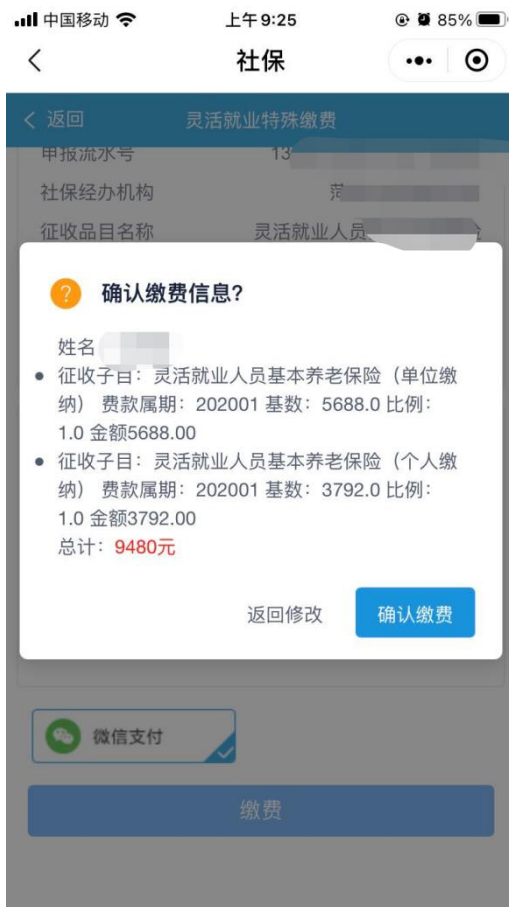 中国移动
上午9:25
85%
社保
返回
灵活就业特殊缴费
申报流水号
13
社保经办机构
菏
征收品目名称
灵活就业人员
确认缴费信息?
姓名
征收子目：灵活就业人员基本养老保险（单位缴
纳） 费款属期：202001 基数：5688.0 比例：
1.0 金额5688.00
征收子目：灵活就业人员基本养老保险（个人缴
纳） 费款属期：202001 基数：3792.0 比例：
1.0 金额3792.00
总计：9480元
返回修改
确认缴费
微信支付
缴费